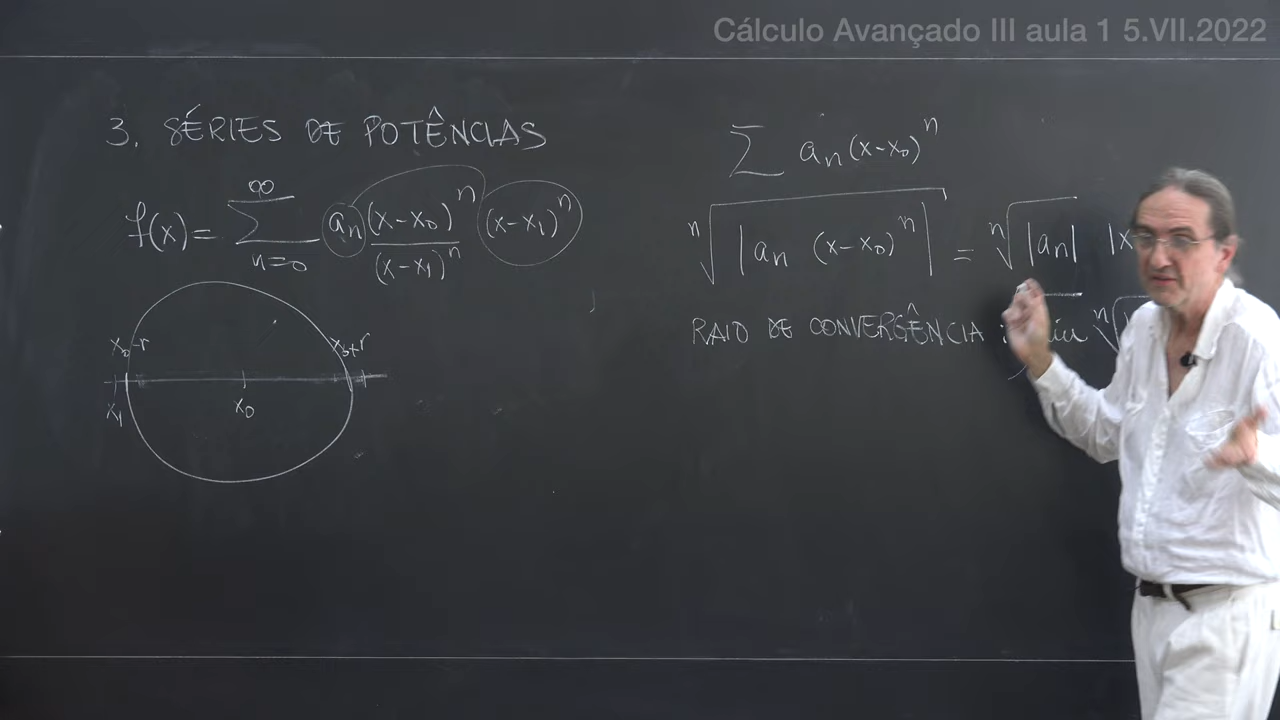 Cálculo Avançado III aula 1 5.VII.2022
3. SÉRIES DE POTÊNCIAS
f(x) = ∑_{n=0}^{∞} a_n (x-x_0)^n / (x-x_1)^n (x-x_1)^n
x_0-r x_0+r
x_1 x_0
∑ a_n (x-x_0)^n
ⁿ√|a_n (x-x_0)^n| = ⁿ√|a_n| |x
RAIO DE CONVERGÊNCIA :